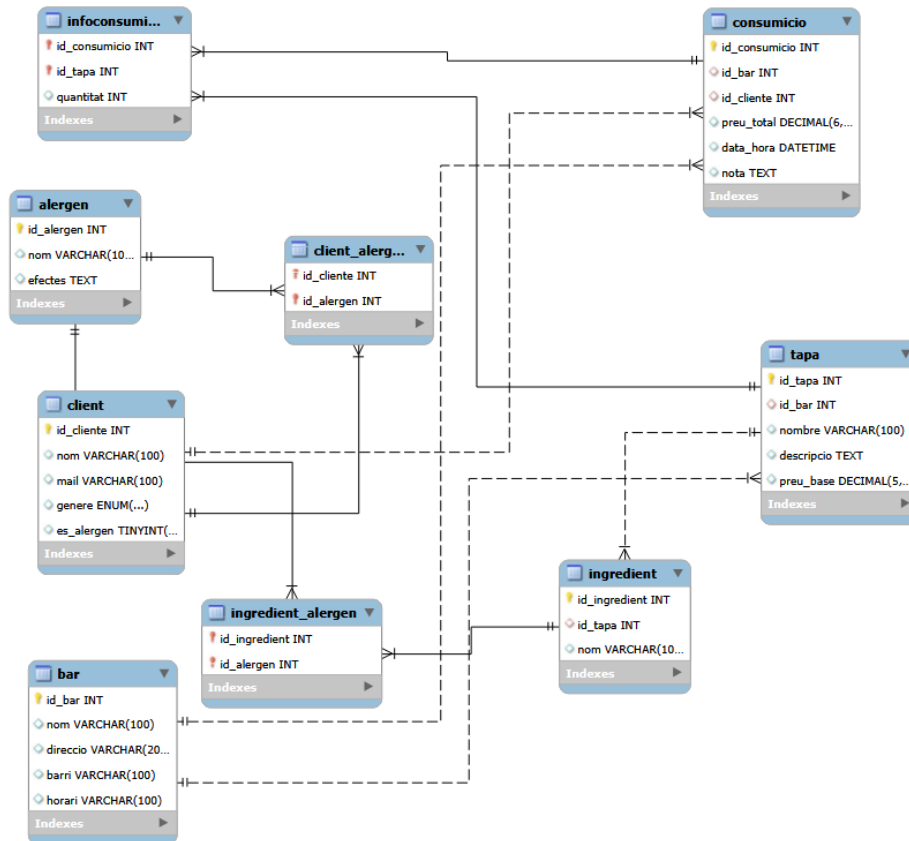 infoconsumi...
id_consumicio INT
id_tapa INT
quantitat INT
Indexes
consumicio
id_consumicio INT
id_bar INT
id_cliente INT
preu_total DECIMAL(6,...
data_hora DATETIME
nota TEXT
Indexes
alergen
id_alergen INT
nom VARCHAR(10...
efectes TEXT
Indexes
client_alerg...
id_cliente INT
id_alergen INT
Indexes
tapa
id_tapa INT
id_bar INT
nombre VARCHAR(100)
descripcio TEXT
preu_base DECIMAL(5,...
Indexes
client
id_cliente INT
nom VARCHAR(100)
mail VARCHAR(100)
genere ENUM(...)
es_alergen TINYINT(...
Indexes
ingredient
id_ingredient INT
id_tapa INT
nom VARCHAR(10...
Indexes
ingredient_alergen
id_ingredient INT
id_alergen INT
Indexes
bar
id_bar INT
nom VARCHAR(100)
direccio VARCHAR(20...
barri VARCHAR(100)
horari VARCHAR(100)
Indexes